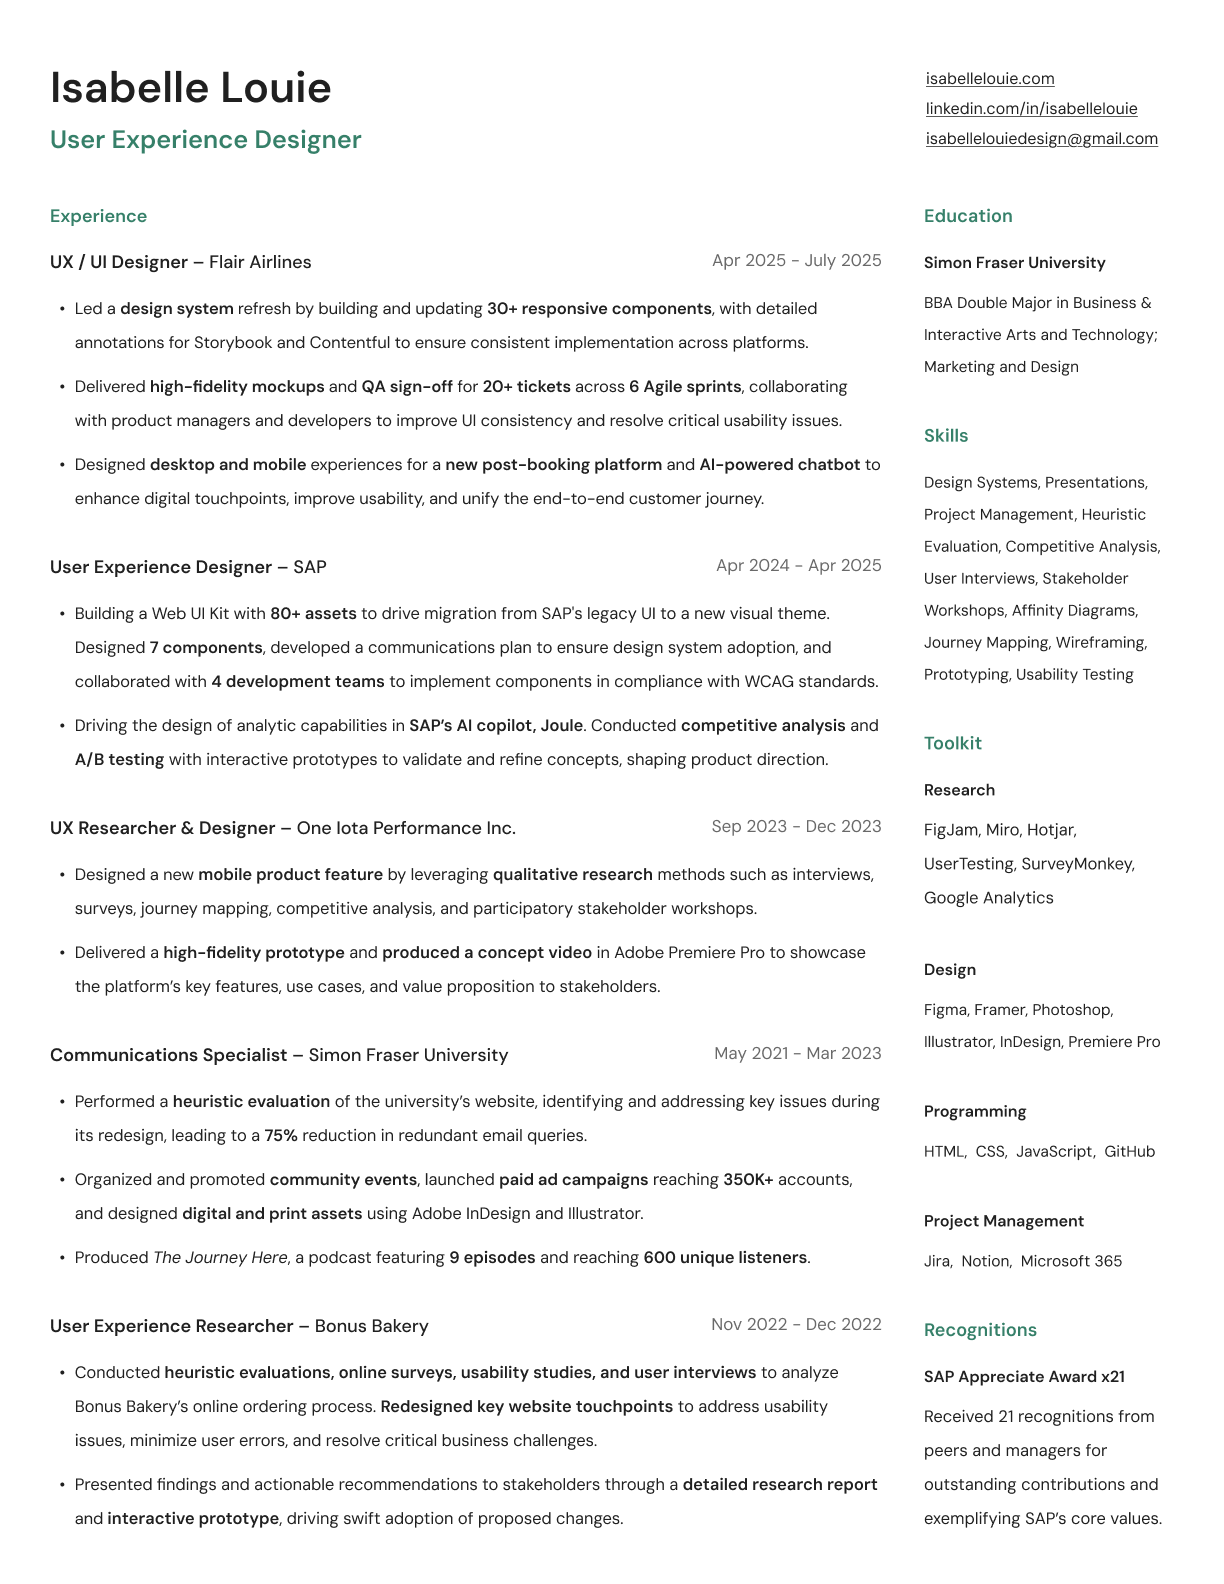 Isabelle Louie
User Experience Designer
isabellelouie.com
linkedin.com/in/isabellelouie
isabellelouiedesign@gmail.com
Experience
UX / UI Designer – Flair Airlines
Apr 2025 - July 2025
• Led a design system refresh by building and updating 30+ responsive components, with detailed
annotations for Storybook and Contentful to ensure consistent implementation across platforms.
• Delivered high-fidelity mockups and QA sign-off for 20+ tickets across 6 Agile sprints, collaborating
with product managers and developers to improve UI consistency and resolve critical usability issues.
• Designed desktop and mobile experiences for a new post-booking platform and AI-powered chatbot to
enhance digital touchpoints, improve usability, and unify the end-to-end customer journey.
User Experience Designer – SAP
Apr 2024 - Apr 2025
• Building a Web UI Kit with 80+ assets to drive migration from SAP's legacy UI to a new visual theme.
Designed 7 components, developed a communications plan to ensure design system adoption, and
collaborated with 4 development teams to implement components in compliance with WCAG standards.
• Driving the design of analytic capabilities in SAP’s AI copilot, Joule. Conducted competitive analysis and
A/B testing with interactive prototypes to validate and refine concepts, shaping product direction.
UX Researcher & Designer – One Iota Performance Inc.
Sep 2023 - Dec 2023
• Designed a new mobile product feature by leveraging qualitative research methods such as interviews,
surveys, journey mapping, competitive analysis, and participatory stakeholder workshops.
• Delivered a high-fidelity prototype and produced a concept video in Adobe Premiere Pro to showcase
the platform’s key features, use cases, and value proposition to stakeholders.
Communications Specialist – Simon Fraser University
May 2021 - Mar 2023
• Performed a heuristic evaluation of the university’s website, identifying and addressing key issues during
its redesign, leading to a 75% reduction in redundant email queries.
• Organized and promoted community events, launched paid ad campaigns reaching 350K+ accounts,
and designed digital and print assets using Adobe InDesign and Illustrator.
• Produced The Journey Here, a podcast featuring 9 episodes and reaching 600 unique listeners.
User Experience Researcher – Bonus Bakery
Nov 2022 - Dec 2022
• Conducted heuristic evaluations, online surveys, usability studies, and user interviews to analyze
Bonus Bakery’s online ordering process. Redesigned key website touchpoints to address usability
issues, minimize user errors, and resolve critical business challenges.
• Presented findings and actionable recommendations to stakeholders through a detailed research report
and interactive prototype, driving swift adoption of proposed changes.
Education
Simon Fraser University
BBA Double Major in Business &
Interactive Arts and Technology;
Marketing and Design
Skills
Design Systems, Presentations,
Project Management, Heuristic
Evaluation, Competitive Analysis,
User Interviews, Stakeholder
Workshops, Affinity Diagrams,
Journey Mapping, Wireframing,
Prototyping, Usability Testing
Toolkit
Research
FigJam, Miro, Hotjar,
UserTesting, SurveyMonkey,
Google Analytics
Design
Figma, Framer, Photoshop,
Illustrator, InDesign, Premiere Pro
Programming
HTML, CSS, JavaScript, GitHub
Project Management
Jira, Notion, Microsoft 365
Recognitions
SAP Appreciate Award x21
Received 21 recognitions from
peers and managers for
outstanding contributions and
exemplifying SAP’s core values.